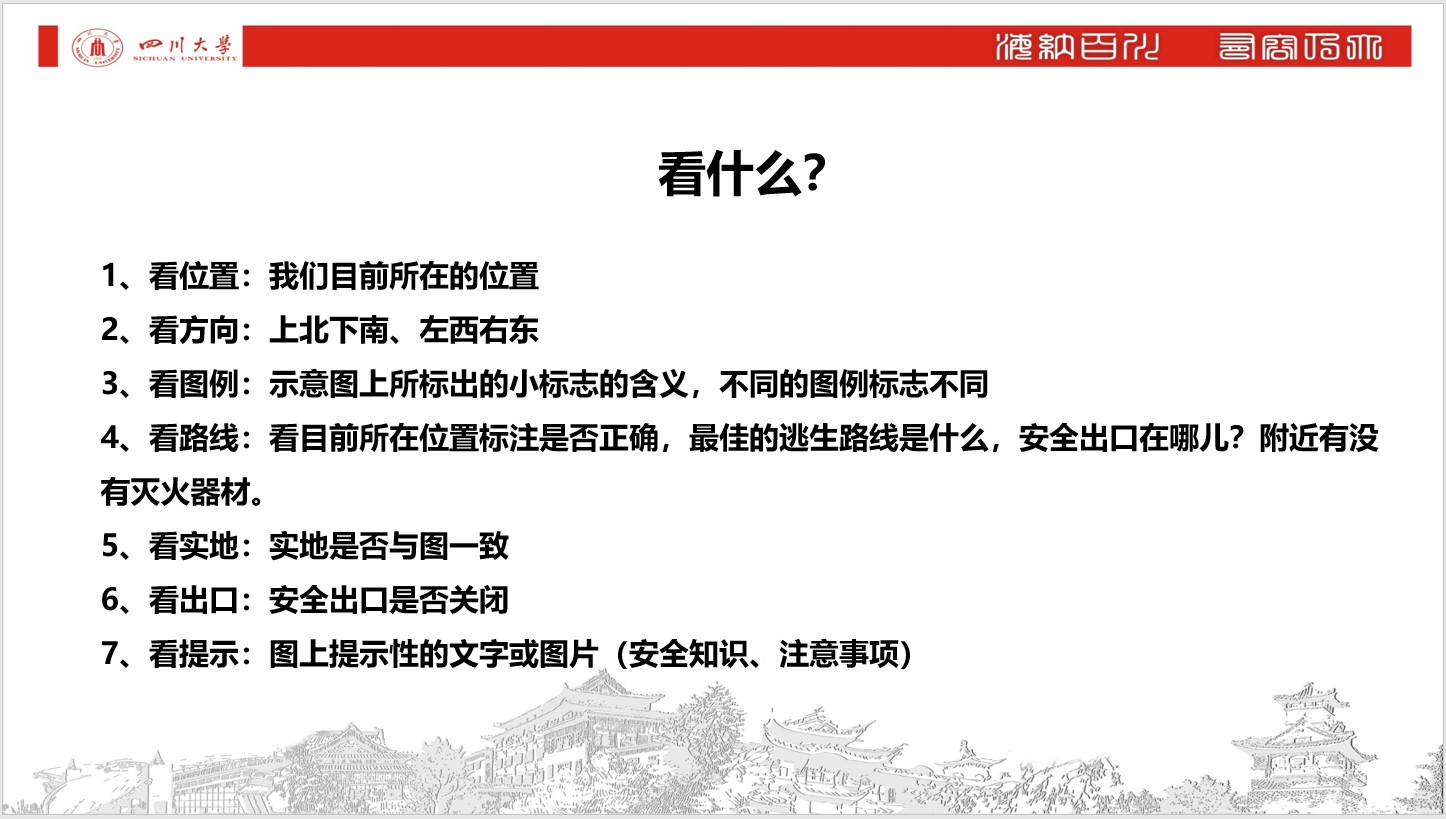 四川大学
SICHUAN UNIVERSITY
海纳百川 有容乃大
看什么？
1、看位置：我们目前所在的位置
2、看方向：上北下南、左西右东
3、看图例：示意图上所标出的小标志的含义，不同的图例标志不同
4、看路线：看目前所在位置标注是否正确，最佳的逃生路线是什么，安全出口在哪儿？附近有没
有灭火器材。
5、看实地：实地是否与图一致
6、看出口：安全出口是否关闭
7、看提示：图上提示性的文字或图片（安全知识、注意事项）